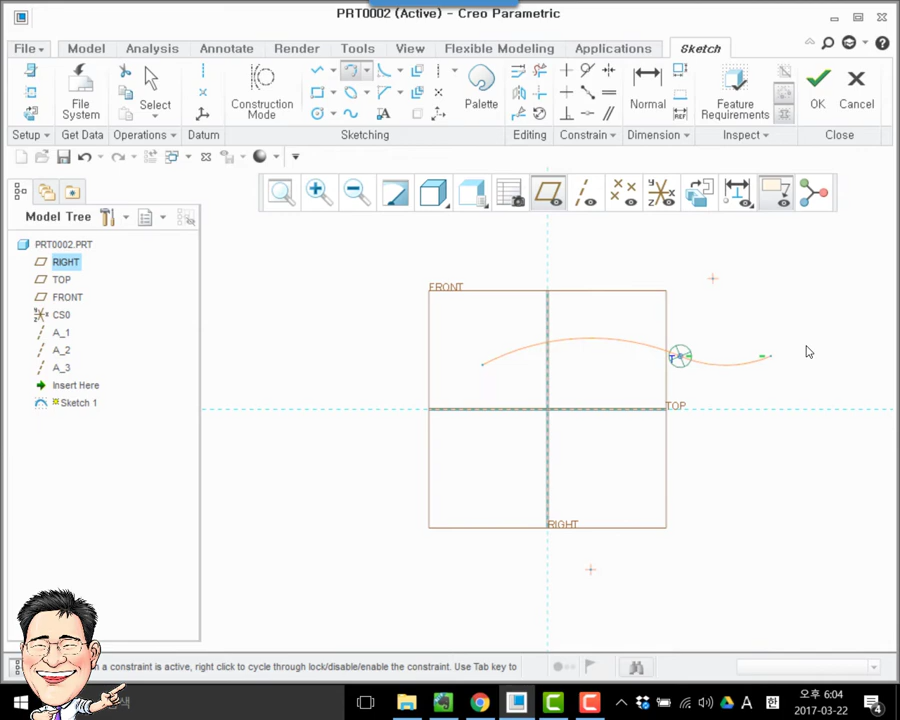 PRT0002 (Active) - Creo Parametric
File Model Analysis Annotate Render Tools View Flexible Modeling Applications Sketch
File System
Select
Construction Mode
Palette
Normal
Feature Requirements
OK
Cancel
Setup Get Data Operations Datum Sketching Editing Constrain Dimension Inspect Close
Model Tree
PRT0002.PRT
RIGHT
TOP
FRONT
CS0
A_1
A_2
A_3
Insert Here
Sketch 1
FRONT
TOP
RIGHT
a constraint is active, right click to cycle through lock/disable/enable the constraint. Use Tab key to
A 한 오후 6:04
2017-03-22
4